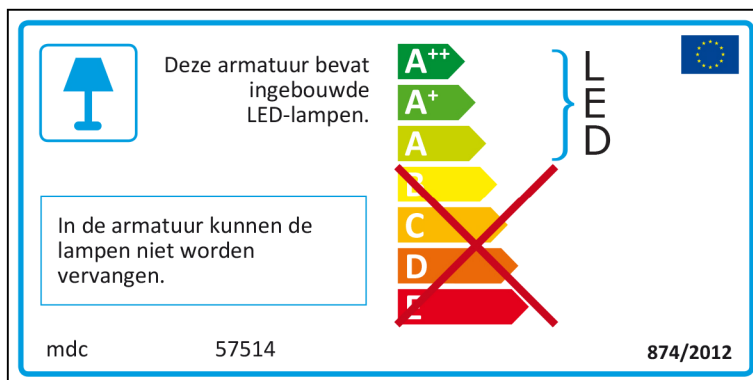 Deze armatuur bevat
ingebouwde
LED-lampen.
A++
A+
A
B
C
D
E
L
E
D
In de armatuur kunnen de
lampen niet worden
vervangen.
mdc 57514
874/2012